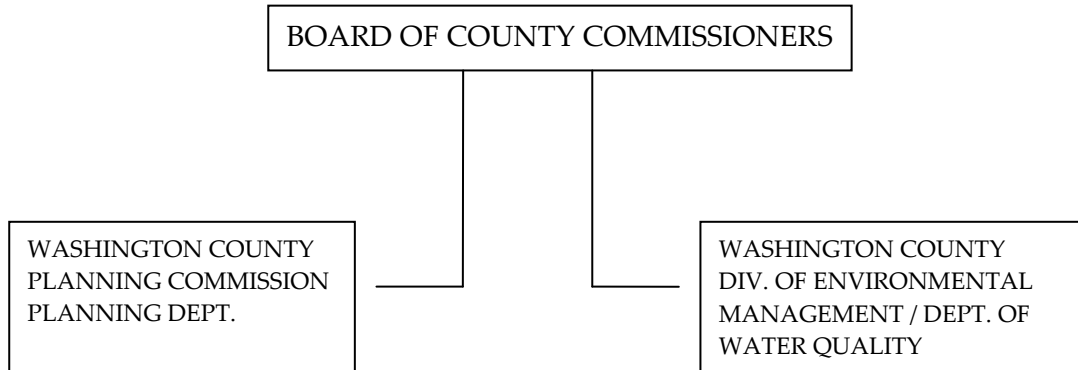 BOARD OF COUNTY COMMISSIONERS
WASHINGTON COUNTY
PLANNING COMMISSION
PLANNING DEPT.
WASHINGTON COUNTY
DIV. OF ENVIRONMENTAL
MANAGEMENT / DEPT. OF
WATER QUALITY